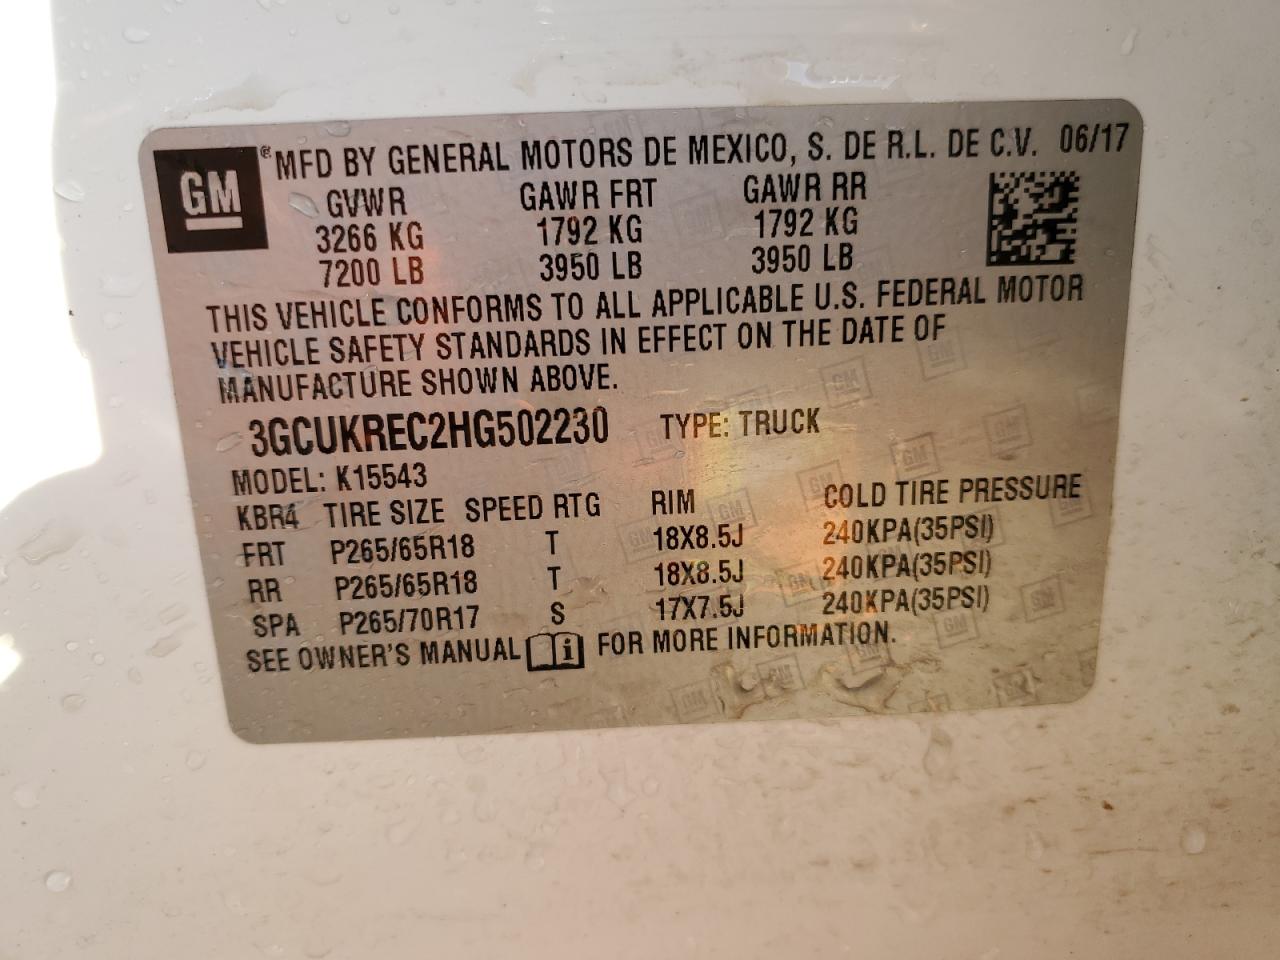 GM ® MFD BY GENERAL MOTORS DE MEXICO, S. DE R.L. DE C.V. 06/17
GVWR GAWR FRT GAWR RR
3266 KG 1792 KG 1792 KG
7200 LB 3950 LB 3950 LB
THIS VEHICLE CONFORMS TO ALL APPLICABLE U.S. FEDERAL MOTOR
VEHICLE SAFETY STANDARDS IN EFFECT ON THE DATE OF
MANUFACTURE SHOWN ABOVE.
3GCUKREC2HG502230 TYPE: TRUCK
MODEL: K15543
KBR4 TIRE SIZE SPEED RTG RIM COLD TIRE PRESSURE
FRT P265/65R18 T 18X8.5J 240KPA(35PSI)
RR P265/65R18 T 18X8.5J 240KPA(35PSI)
SPA P265/70R17 S 17X7.5J 240KPA(35PSI)
SEE OWNER'S MANUAL i FOR MORE INFORMATION.